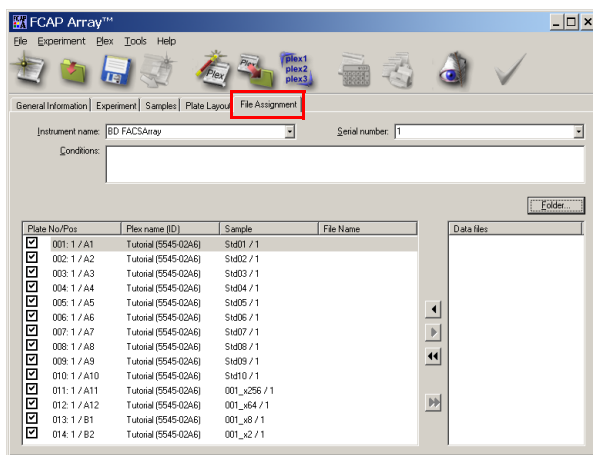 FCAP Array™
File Experiment Plex Tools Help
Plex Plex plex1
plex2
plex3
General Information Experiment Samples Plate Layout File Assignment
Instrument name: BD FACSArray Serial number: 1
Conditions:
Folder...
Plate No/Pos Plex name (ID) Sample File Name Data files
001: 1 / A1 Tutorial (5545-02A6) Std01 / 1
002: 1 / A2 Tutorial (5545-02A6) Std02 / 1
003: 1 / A3 Tutorial (5545-02A6) Std03 / 1
004: 1 / A4 Tutorial (5545-02A6) Std04 / 1
005: 1 / A5 Tutorial (5545-02A6) Std05 / 1
006: 1 / A6 Tutorial (5545-02A6) Std06 / 1
007: 1 / A7 Tutorial (5545-02A6) Std07 / 1
008: 1 / A8 Tutorial (5545-02A6) Std08 / 1
009: 1 / A9 Tutorial (5545-02A6) Std09 / 1
010: 1 / A10 Tutorial (5545-02A6) Std10 / 1
011: 1 / A11 Tutorial (5545-02A6) 001_x256 / 1
012: 1 / A12 Tutorial (5545-02A6) 001_x64 / 1
013: 1 / B1 Tutorial (5545-02A6) 001_x8 / 1
014: 1 / B2 Tutorial (5545-02A6) 001_x2 / 1